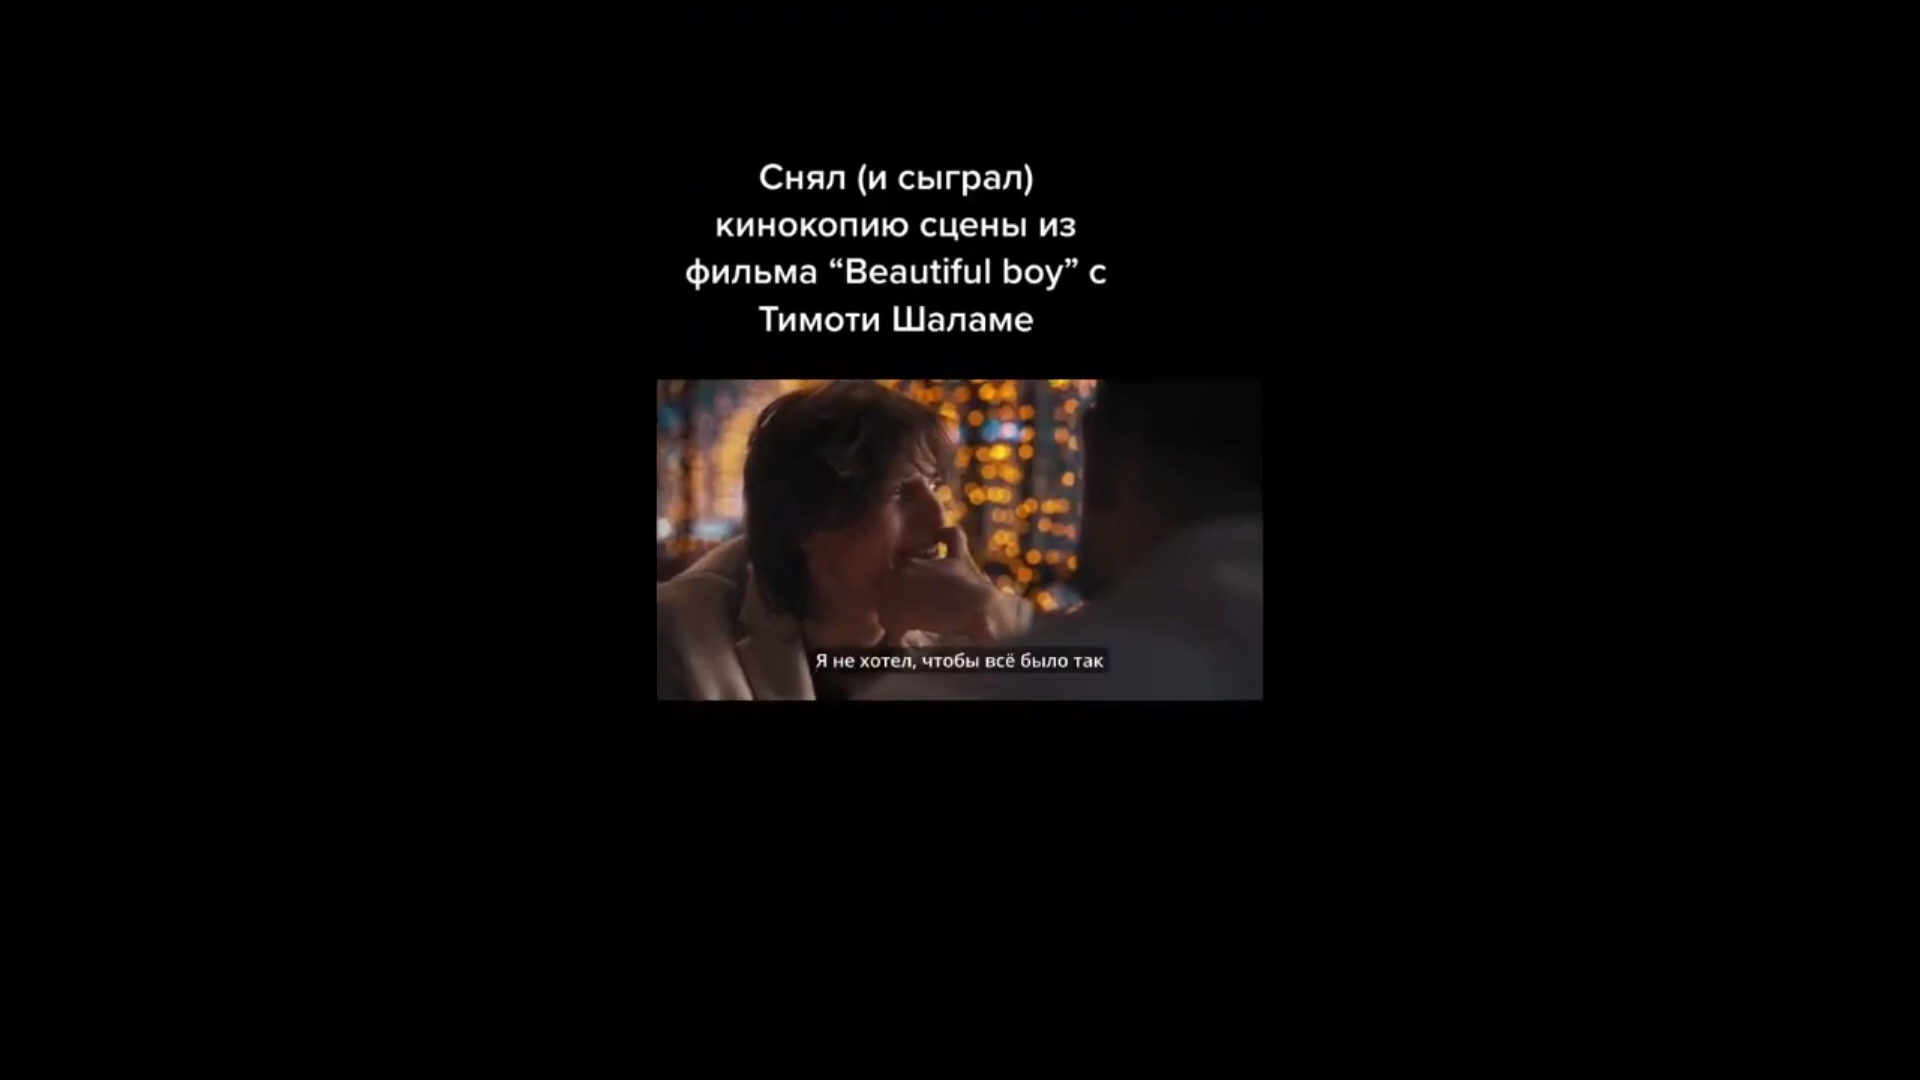 Снял (и сыграл)
кинокопию сцены из
фильма “Beautiful boy” с
Тимоти Шаламе
Я не хотел, чтобы всё было так